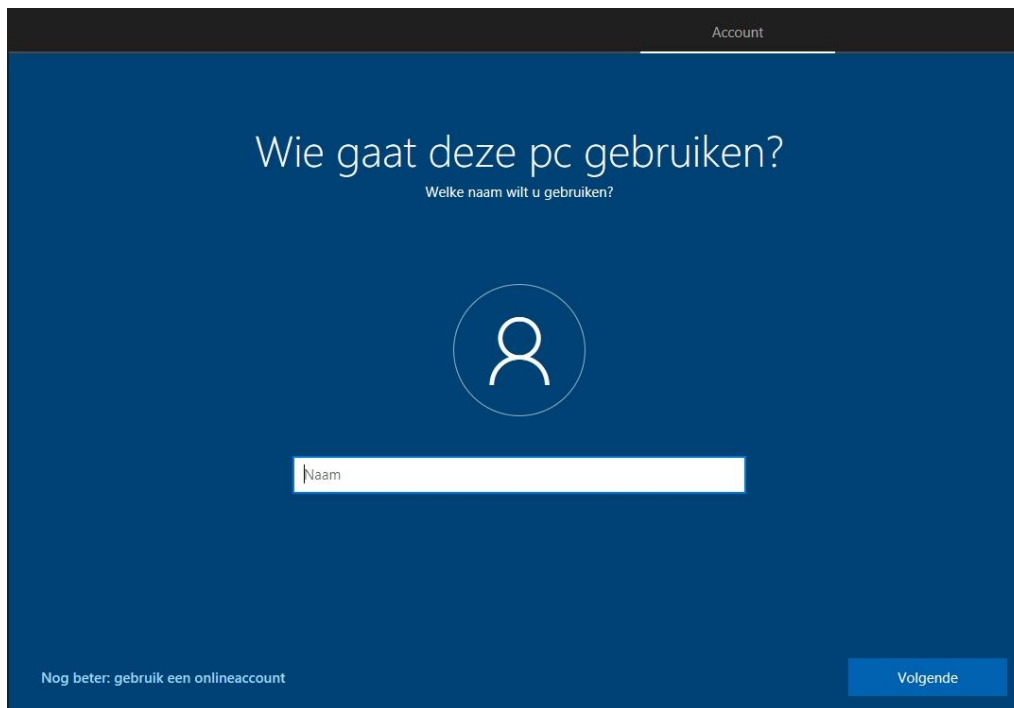 Account
Wie gaat deze pc gebruiken?
Welke naam wilt u gebruiken?
Naam
Nog beter: gebruik een onlineaccount
Volgende